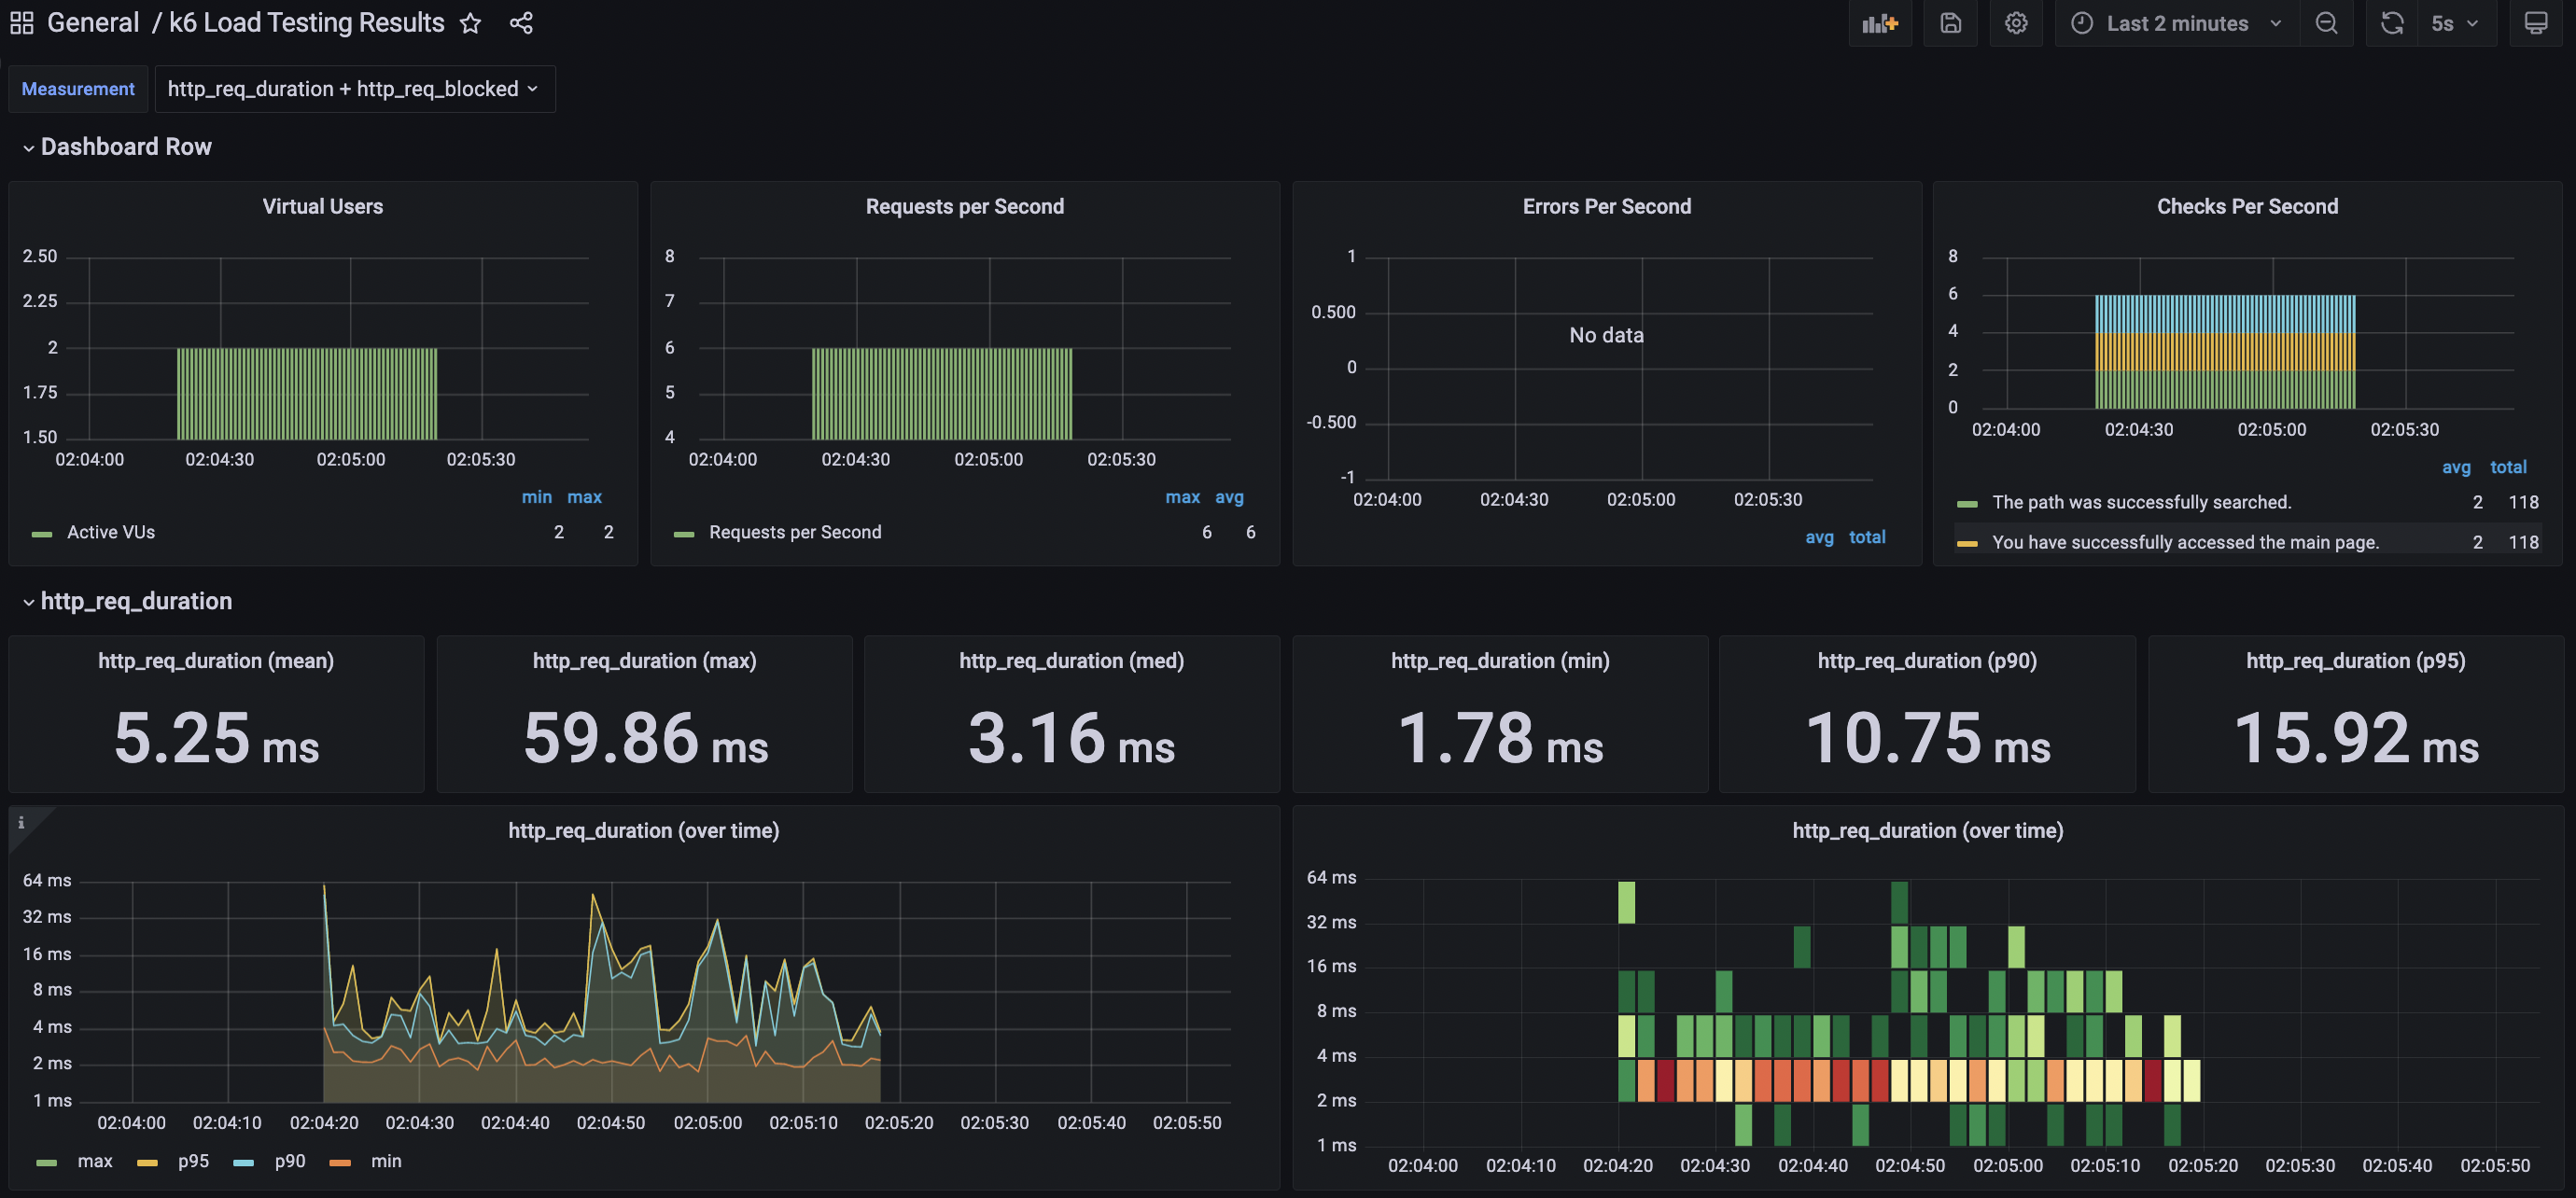 General / k6 Load Testing Results
Last 2 minutes
5s
Measurement
http_req_duration + http_req_blocked
Dashboard Row
Virtual Users
2.50
2.25
2
1.75
1.50
02:04:00 02:04:30 02:05:00 02:05:30
min max
Active VUs 2 2
Requests per Second
8
7
6
5
4
02:04:00 02:04:30 02:05:00 02:05:30
max avg
Requests per Second 6 6
Errors Per Second
1
0.500
0
-0.500
-1
No data
02:04:00 02:04:30 02:05:00 02:05:30
avg total
Checks Per Second
8
6
4
2
0
02:04:00 02:04:30 02:05:00 02:05:30
avg total
The path was successfully searched. 2 118
You have successfully accessed the main page. 2 118
http_req_duration
http_req_duration (mean)
5.25 ms
http_req_duration (max)
59.86 ms
http_req_duration (med)
3.16 ms
http_req_duration (min)
1.78 ms
http_req_duration (p90)
10.75 ms
http_req_duration (p95)
15.92 ms
i
http_req_duration (over time)
64 ms
32 ms
16 ms
8 ms
4 ms
2 ms
1 ms
02:04:00 02:04:10 02:04:20 02:04:30 02:04:40 02:04:50 02:05:00 02:05:10 02:05:20 02:05:30 02:05:40 02:05:50
max p95 p90 min
http_req_duration (over time)
64 ms
32 ms
16 ms
8 ms
4 ms
2 ms
1 ms
02:04:00 02:04:10 02:04:20 02:04:30 02:04:40 02:04:50 02:05:00 02:05:10 02:05:20 02:05:30 02:05:40 02:05:50